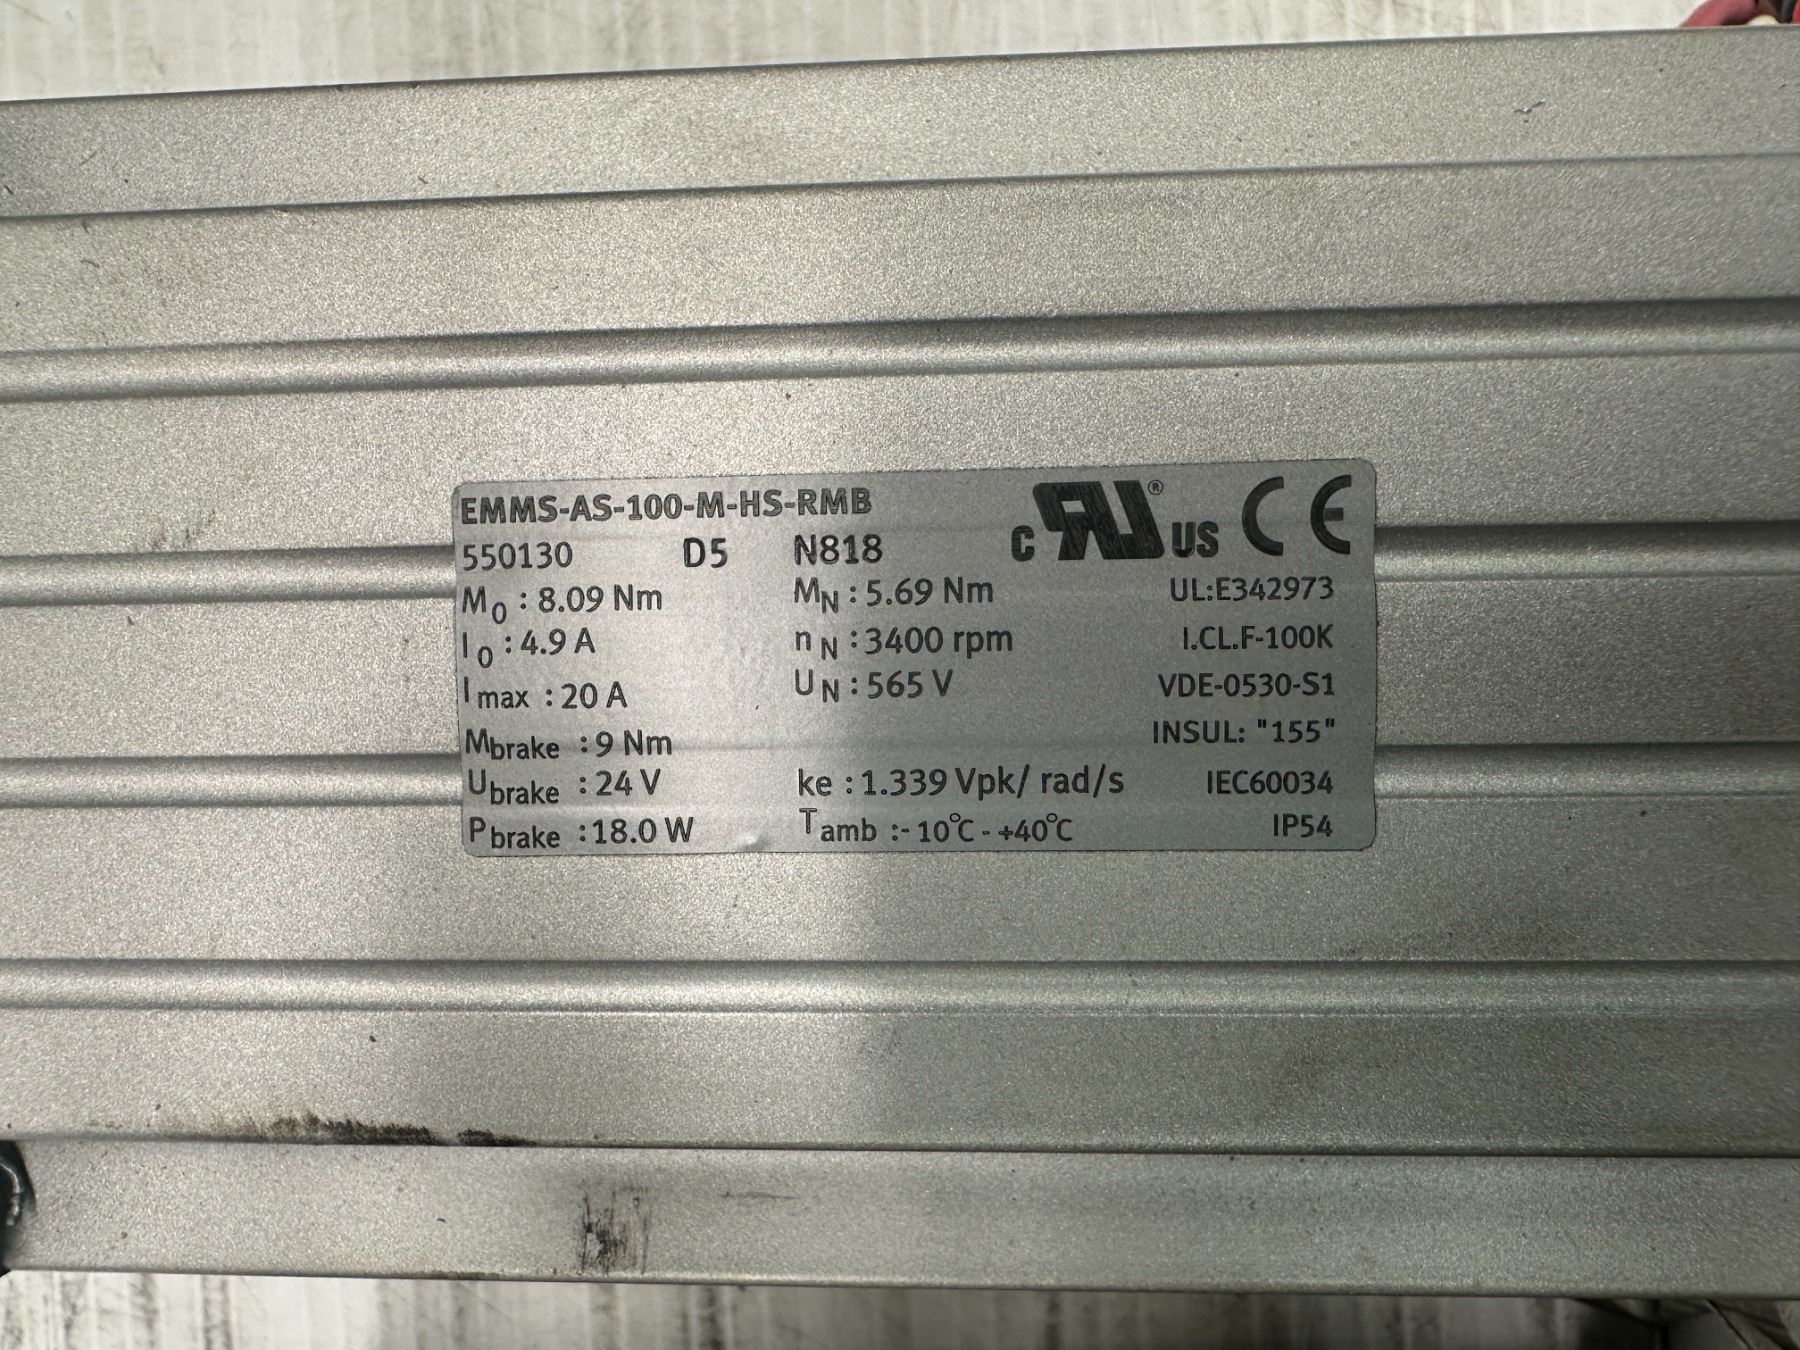 EMMS-AS-100-M-HS-RMB
550130 D5 N818 c RU® US CE
M0 : 8.09 Nm MN : 5.69 Nm UL:E342973
I0 : 4.9 A nN : 3400 rpm I.CL.F-100K
Imax : 20 A UN : 565 V VDE-0530-S1
Mbrake : 9 Nm INSUL: "155"
Ubrake : 24 V ke : 1.339 Vpk/ rad/s IEC60034
Pbrake : 18.0 W Tamb :- 10°C - +40°C IP54